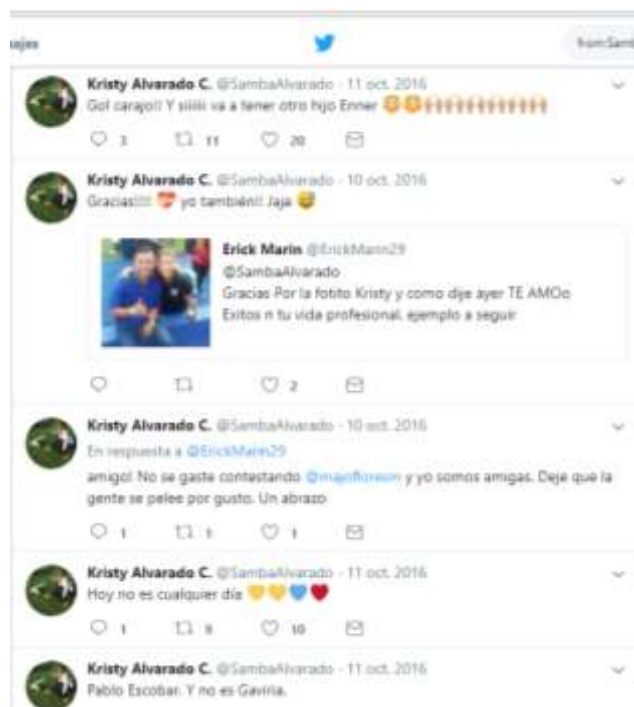 Kristy Alvarado C. @SambaAlvarado · 11 oct. 2016
Gol carajo!! Y siiiiii va a tener otro hijo Enner
3 11 20
Kristy Alvarado C. @SambaAlvarado · 10 oct. 2016
Gracias!!!! yo también!! Jaja 😅
Erick Marin @ErickMarin29
@SambaAlvarado
Gracias Por la fotito Kristy y como dije ayer TE AMOo
Exitos n tu vida profesional. ejemplo a seguir
2
Kristy Alvarado C. @SambaAlvarado · 10 oct. 2016
En respuesta a @ErickMarin29
amigo! No se gaste contestando @majofloresm y yo somos amigas. Deje que la
gente se pelee por gusto. Un abrazo
1 1 1
Kristy Alvarado C. @SambaAlvarado · 11 oct. 2016
Hoy no es cualquier día 💛💛💙❤️
1 9 10
Kristy Alvarado C. @SambaAlvarado · 11 oct. 2016
Pablo Escobar. Y no es Gaviria.